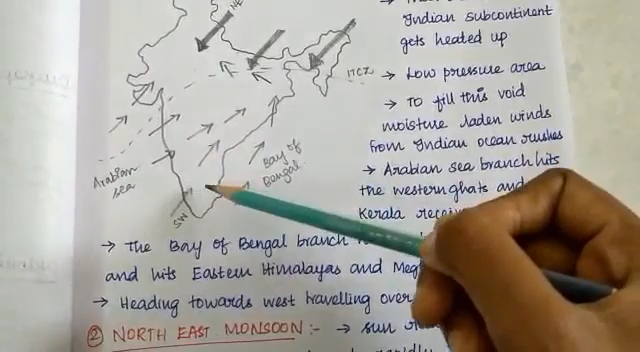 Indian subcontinent
gets heated up
NE
ITCZ
→ Low pressure area
→ To fill this void
moisture laden winds
from Indian ocean rushes
→ Arabian sea branch hits
the western ghats and
Kerala
Arabian
sea
Bay of
Bengal
SW
→ The Bay of Bengal branch
and hits Eastern Himalayas and
→ Heading towards west travelling over
② NORTH EAST MONSOON :- → sun